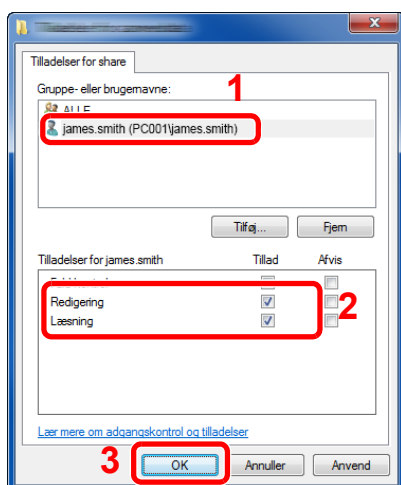 Tilladelser for share
Gruppe- eller brugernavne:
1
ALLE
james.smith (PC001\james.smith)
Tilføj...
Fjern
Tilladelser for james.smith
Tillad
Afvis
Redigering
2
Læsning
Lær mere om adgangskontrol og tilladelser
3
OK
Annuller
Anvend